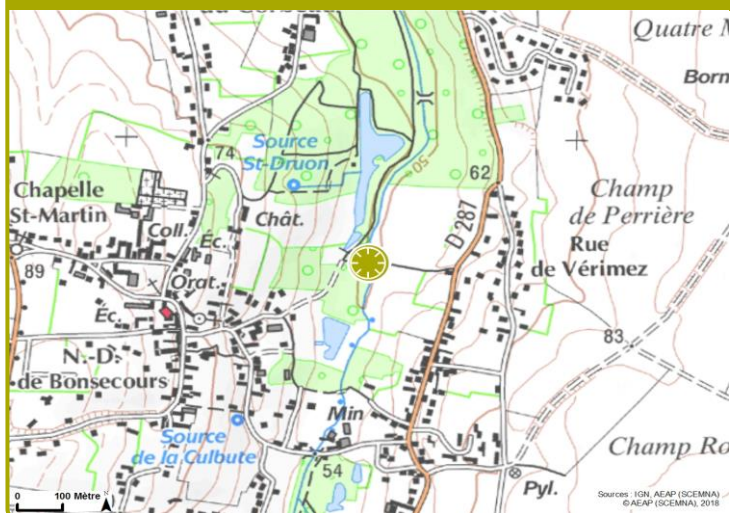 Quatre
Born
Source
St-Druon
74
50
62
Chapelle
St-Martin
Coll.
Éc.
Chât.
D 287
Champ
de Perrière
Rue
de Vérimez
89
Orat.
Éc.
83
N.-D.
de Bonsecours
Min
Source
de la Culbute
54
Champ Ro
Pyl.
0 100 Mètre
Sources : IGN, AEAP (SCEMNA)
© AEAP (SCEMNA), 2018